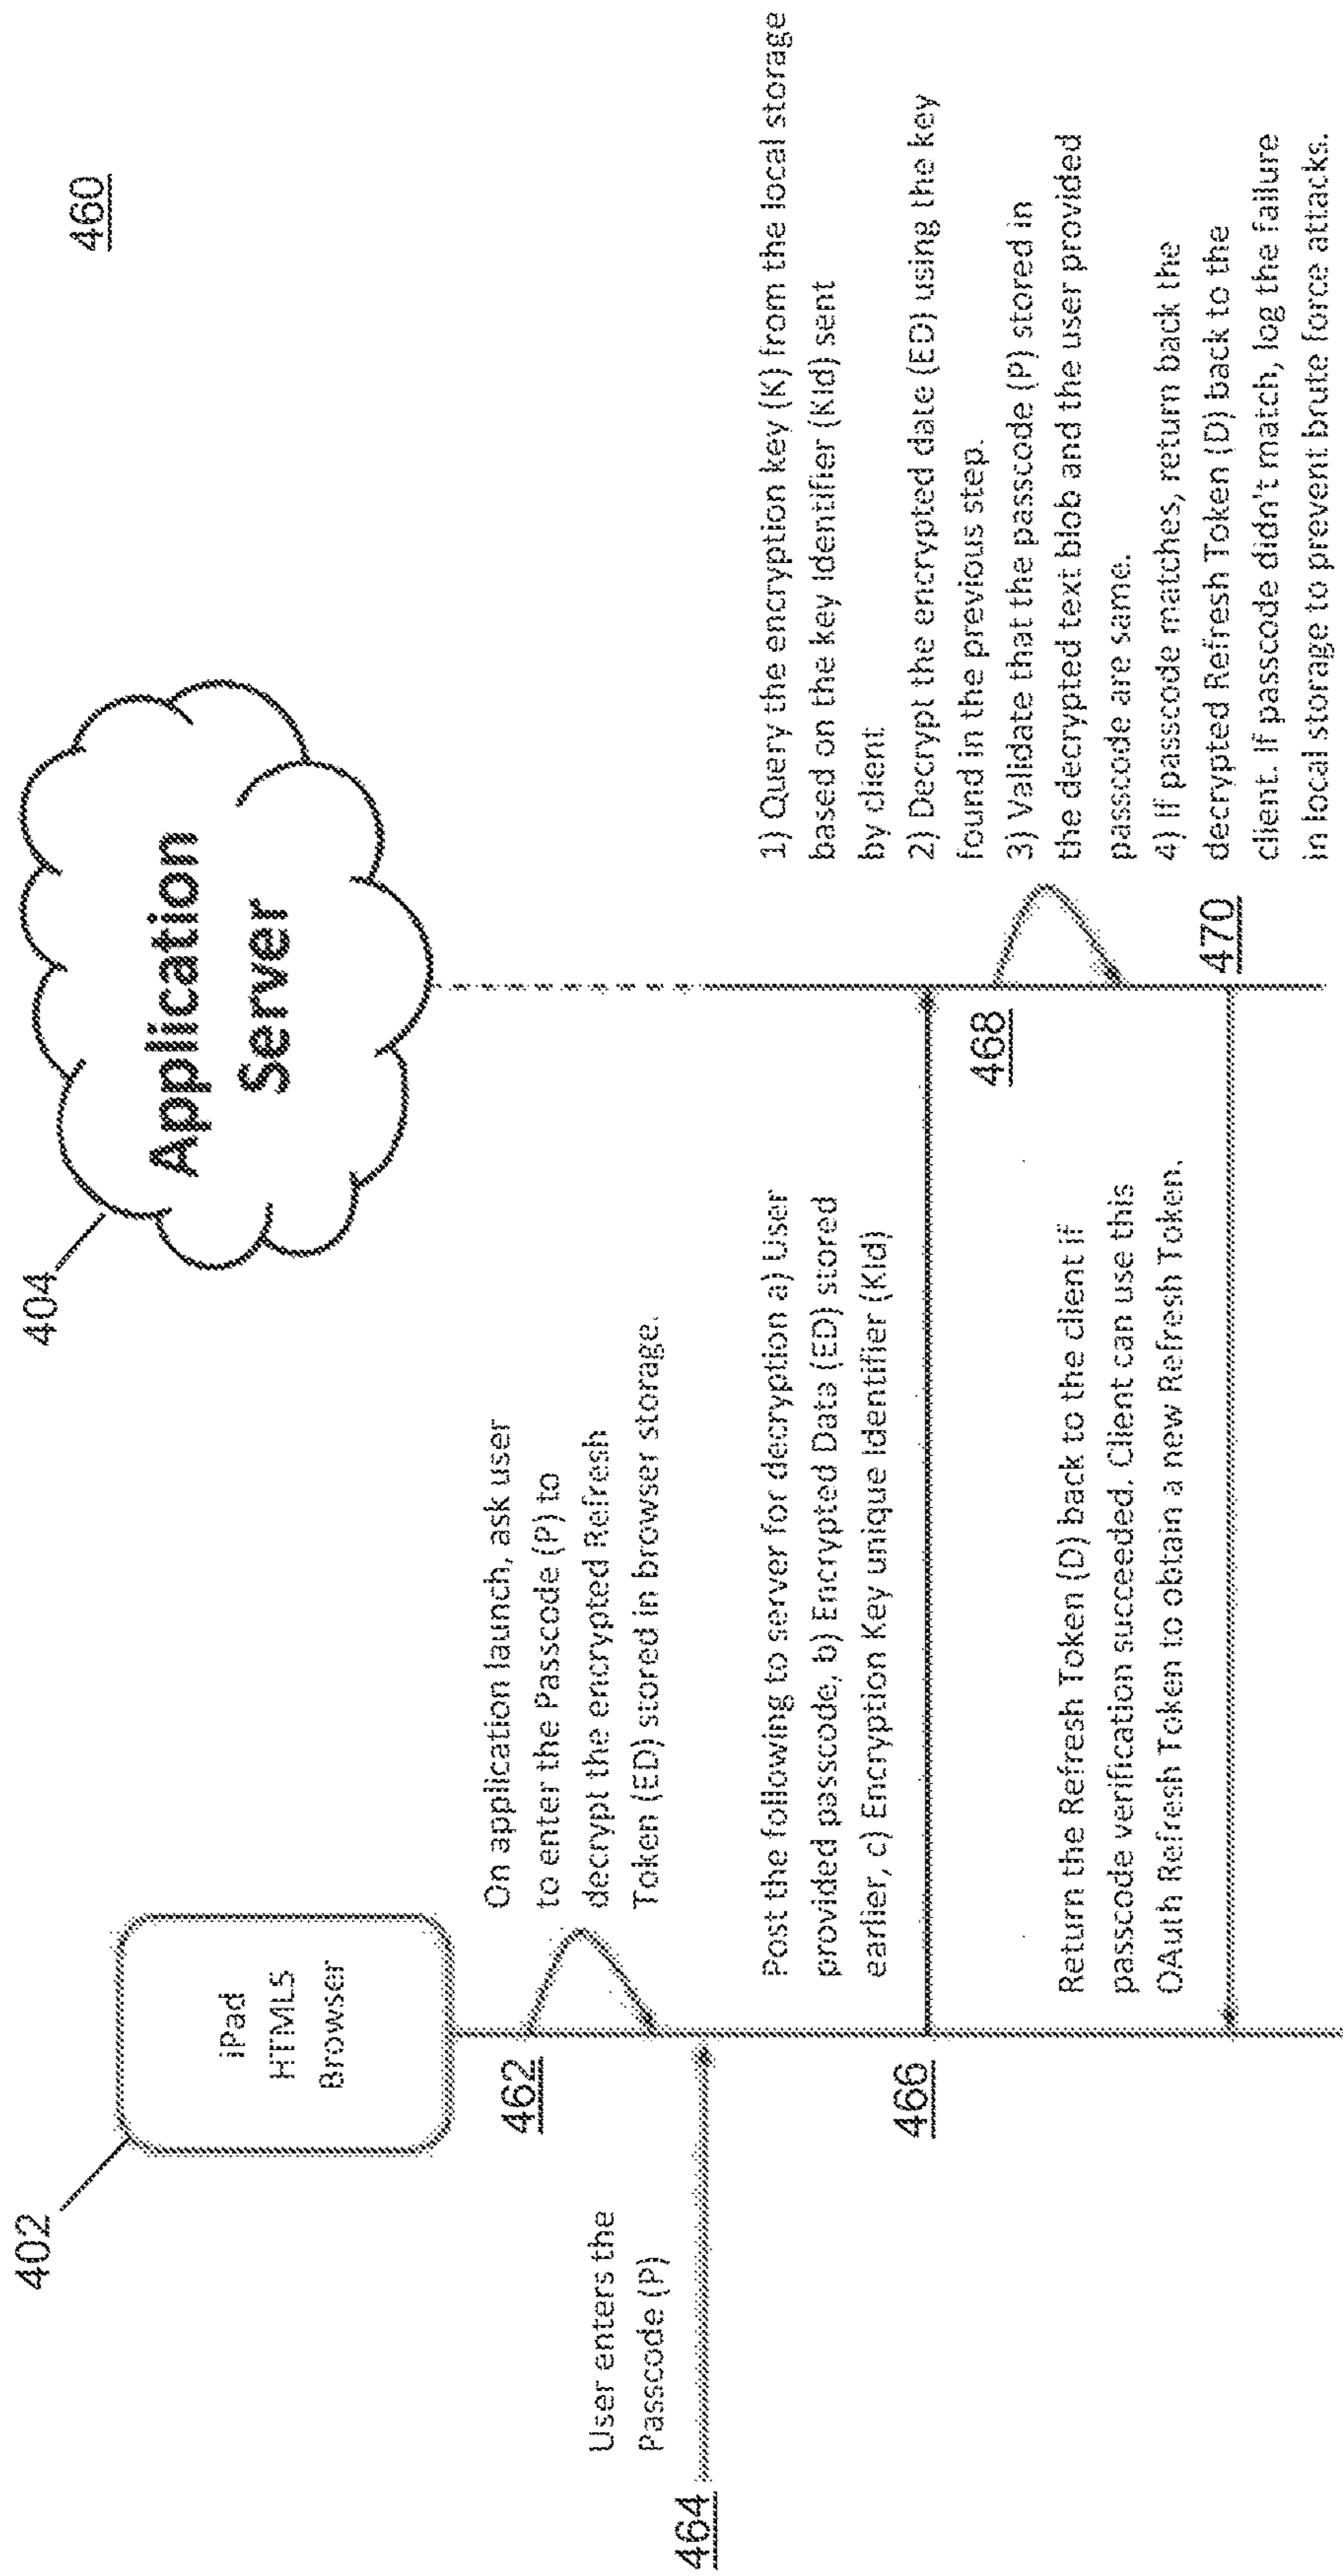 460
402
iPad
HTML5
Browser
404
Application
Server
462
On application launch, ask user
to enter the Passcode (P) to
decrypt the encrypted Refresh
Token (ED) stored in browser storage.
User enters the
Passcode (P)
464
Post the following to server for decryption a) User
provided passcode, b) Encrypted Data (ED) stored
earlier, c) Encryption Key unique Identifier (KId)
466
468
1) Query the encryption key (K) from the local storage
based on the key Identifier (KId) sent
by client
2) Decrypt the encrypted date (ED) using the key
found in the previous step.
3) Validate that the passcode (P) stored in
the decrypted text blob and the user provided
passcode are same.
4) If passcode matches, return back the
decrypted Refresh Token (D) back to the
client. If passcode didn't match, log the failure
in local storage to prevent brute force attacks.
Return the Refresh Token (D) back to the client if
passcode verification succeeded. Client can use this
OAuth Refresh Token to obtain a new Refresh Token.
470